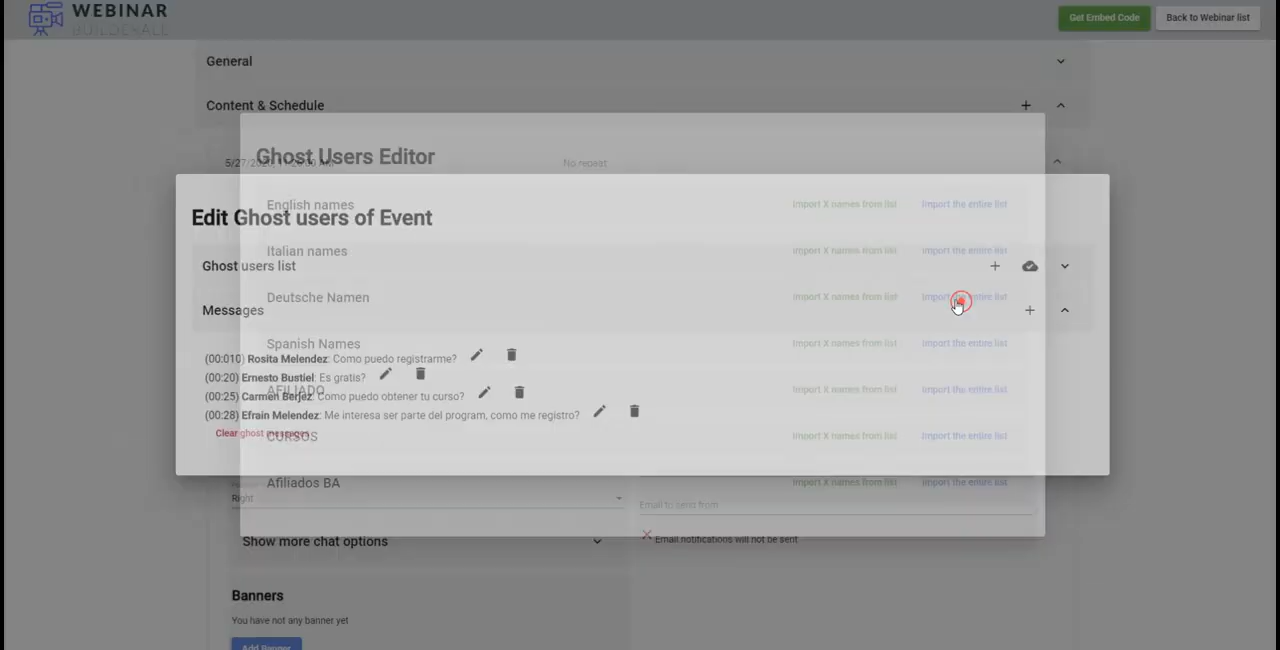 WEBINAR
BUILDERALL
Get Embed Code
Back to Webinar list
General
Content & Schedule
Ghost Users Editor
No repeat
English names
Import X names from list
Import the entire list
Edit Ghost users of Event
Italian names
Import X names from list
Import the entire list
Ghost users list
Deutsche Namen
Import X names from list
Import the entire list
Messages
Spanish Names
Import X names from list
Import the entire list
(00:010) Rosita Melendez: Como puedo registrarme?
(00:20) Ernesto Bustiel: Es gratis?
AFILIADO
Import X names from list
Import the entire list
(00:25) Carmen Berjez: Como puedo obtener tu curso?
(00:28) Efrain Melendez: Me interesa ser parte del program, como me registro?
Clear ghost messages
CURSOS
Import X names from list
Import the entire list
Afiliados BA
Import X names from list
Import the entire list
Right
Email to send from
Show more chat options
Email notifications will not be sent
Banners
You have not any banner yet
Add Banner